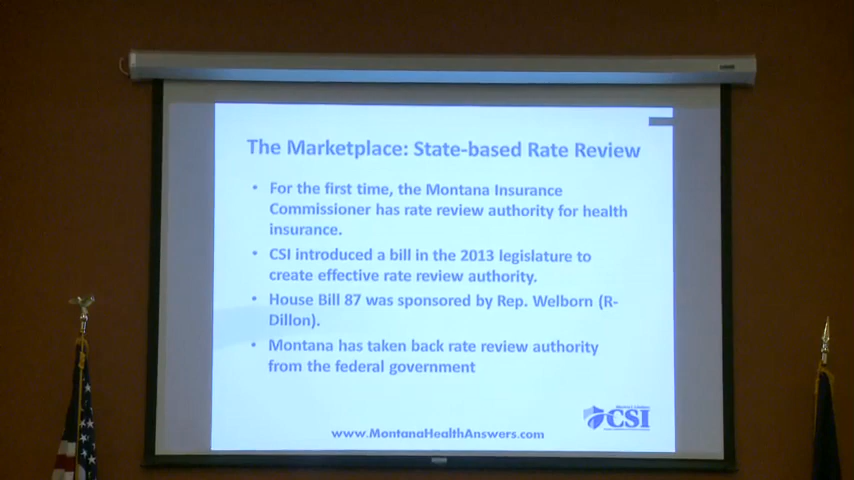 The Marketplace: State-based Rate Review
• For the first time, the Montana Insurance
Commissioner has rate review authority for health
insurance.
• CSI introduced a bill in the 2013 legislature to
create effective rate review authority.
• House Bill 87 was sponsored by Rep. Welborn (R-
Dillon).
• Montana has taken back rate review authority
from the federal government
CSI
www.MontanaHealthAnswers.com